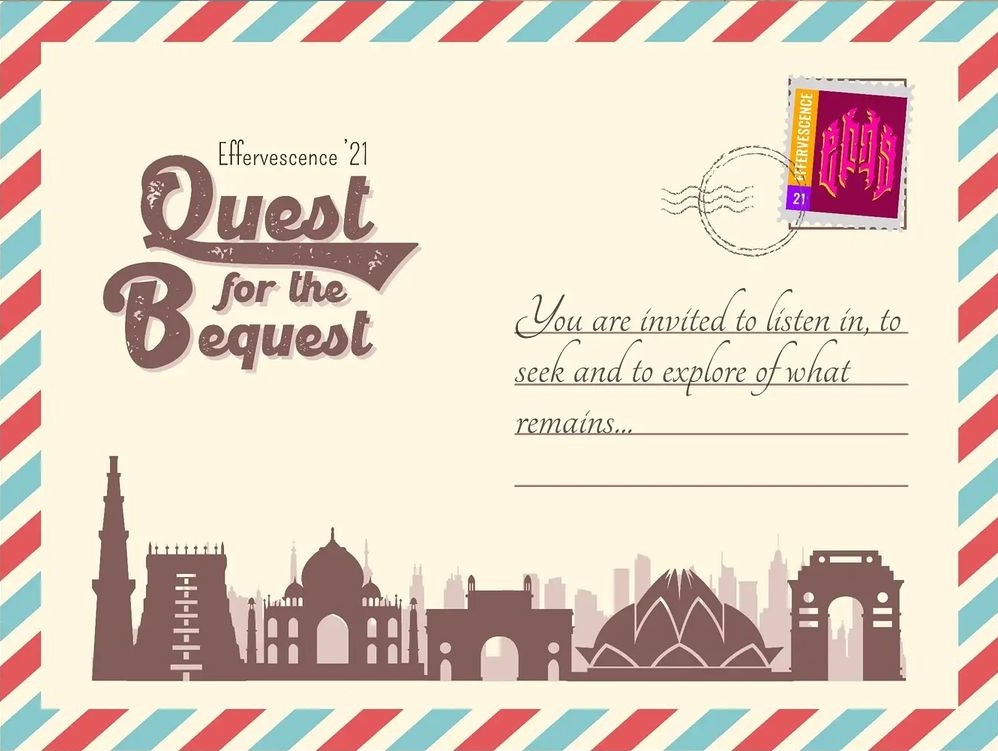 Effervescence '21
Quest
for the
Bequest
EFFERVESCENCE
21
You are invited to listen in, to
seek and to explore of what
remains...